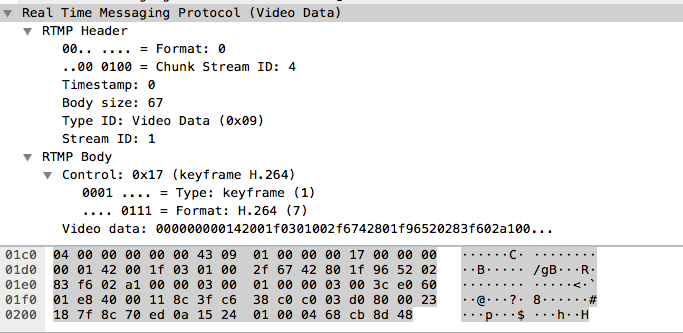 Real Time Messaging Protocol (Video Data)
RTMP Header
00.. .... = Format: 0
..00 0100 = Chunk Stream ID: 4
Timestamp: 0
Body size: 67
Type ID: Video Data (0x09)
Stream ID: 1
RTMP Body
Control: 0x17 (keyframe H.264)
0001 .... = Type: keyframe (1)
.... 0111 = Format: H.264 (7)
Video data: 000000000142001f0301002f6742801f96520283f602a100...
01c0 04 00 00 00 00 00 43 09 01 00 00 00 17 00 00 00 ······C· ········
01d0 00 01 42 00 1f 03 01 00 2f 67 42 80 1f 96 52 02 ··B····· /gB···R·
01e0 83 f6 02 a1 00 00 03 00 01 00 00 03 00 3c e0 60 ········ ·····<·`
01f0 01 e8 40 00 11 8c 3f c6 38 c0 c0 03 d0 80 00 23 ··@···?· 8······#
0200 18 7f 8c 70 ed 0a 15 24 01 00 04 68 cb 8d 48 ···p···$ ···h··H